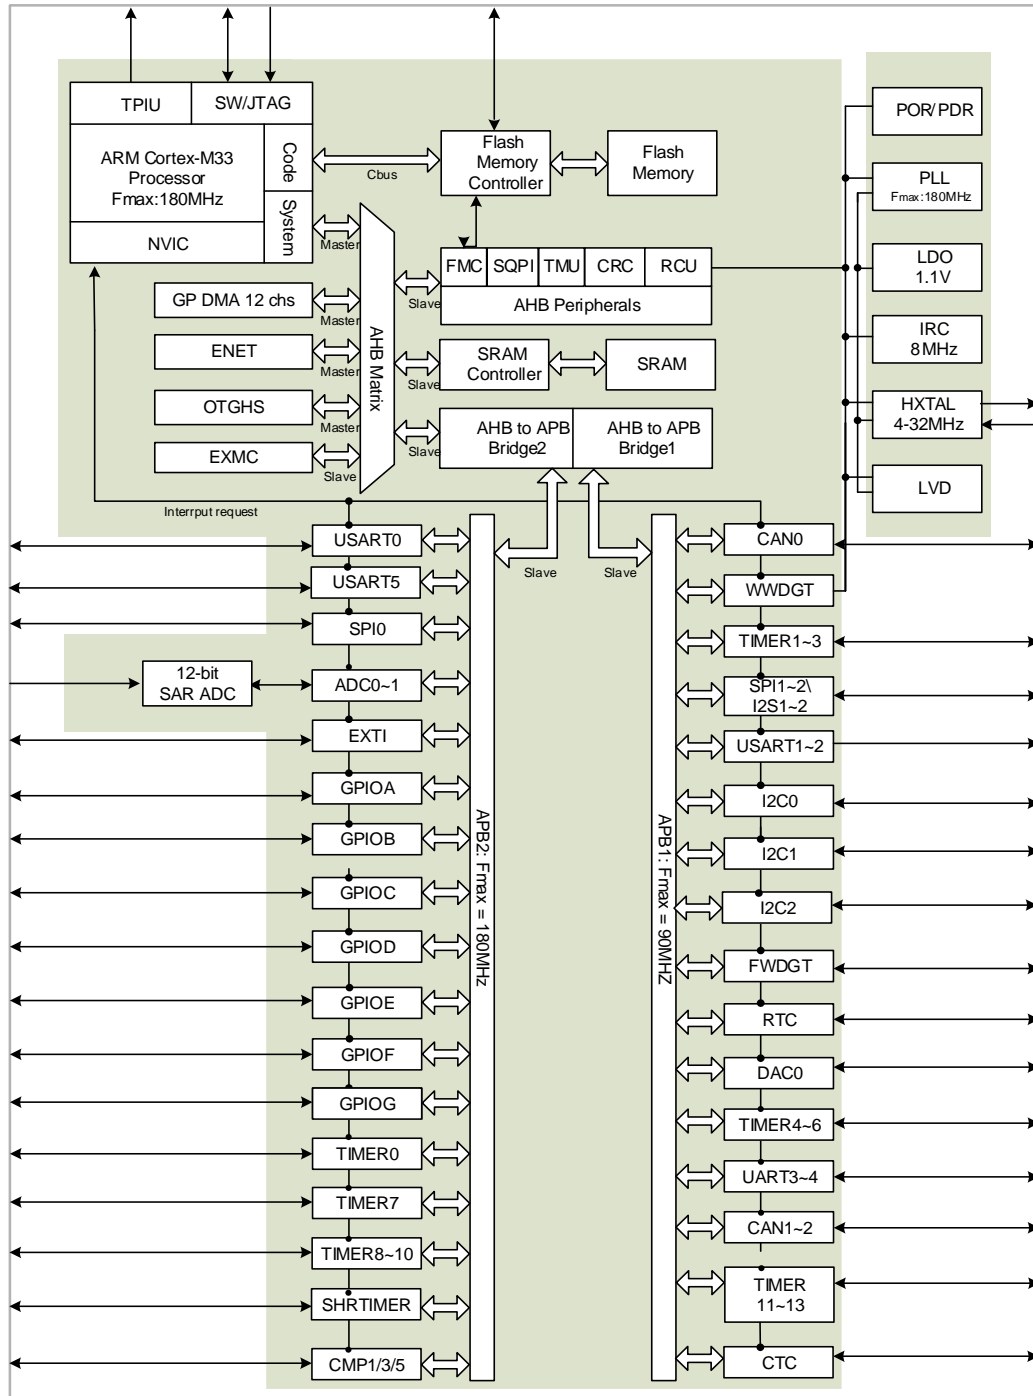 TPIU
SW/JTAG
ARM Cortex-M33
Processor
Fmax:180MHz
Code
System
NVIC
Cbus
Flash
Memory
Controller
Flash
Memory
POR/PDR
PLL
Fmax:180MHz
LDO
1.1V
IRC
8MHz
HXTAL
4-32MHz
LVD
Master
GP DMA 12 chs
Master
ENET
Master
OTGHS
Master
EXMC
Slave
AHB Matrix
Slave
FMC
SQPI
TMU
CRC
RCU
AHB Peripherals
Slave
SRAM
Controller
SRAM
Slave
AHB to APB
Bridge2
AHB to APB
Bridge1
Interrput request
Slave
Slave
USART0
USART5
SPI0
12-bit
SAR ADC
ADC0~1
EXTI
GPIOA
GPIOB
GPIOC
GPIOD
GPIOE
GPIOF
GPIOG
TIMER0
TIMER7
TIMER8~10
SHRTIMER
CMP1/3/5
APB2: Fmax = 180MHz
APB1: Fmax = 90MHZ
CAN0
WWDGT
TIMER1~3
SPI1~2\
I2S1~2
USART1~2
I2C0
I2C1
I2C2
FWDGT
RTC
DAC0
TIMER4~6
UART3~4
CAN1~2
TIMER
11~13
CTC